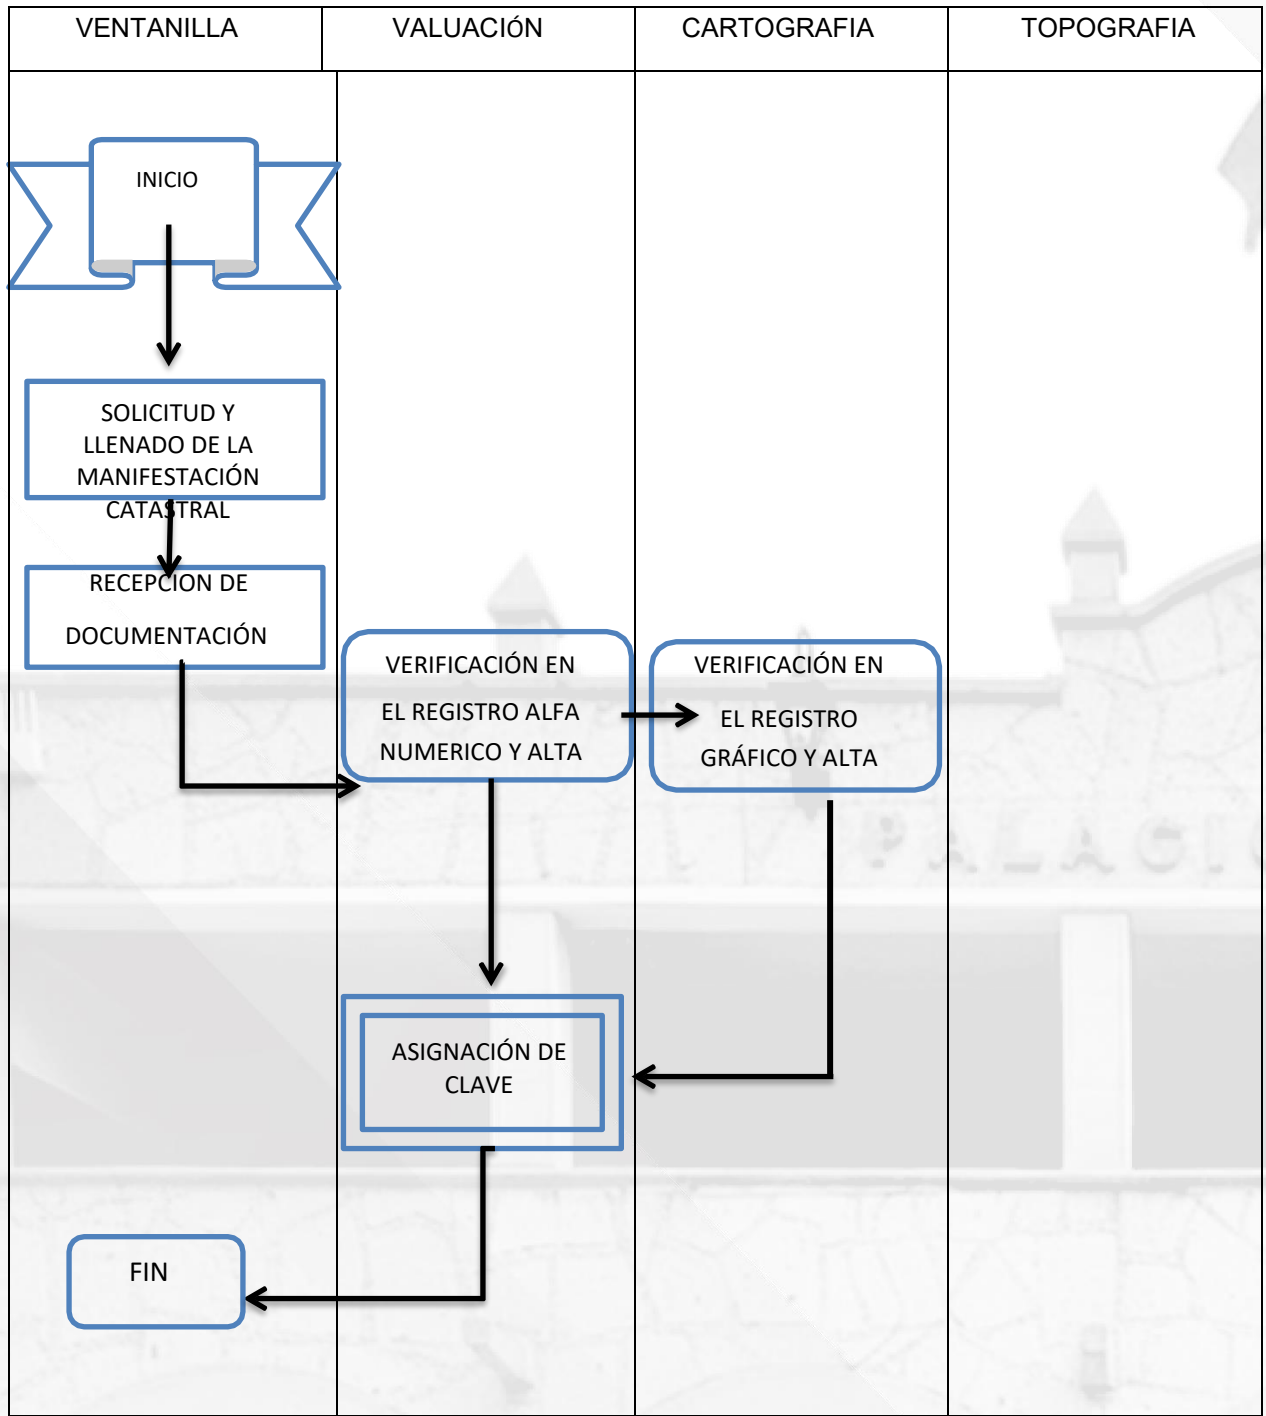 VENTANILLA
VALUACIÓN
CARTOGRAFIA
TOPOGRAFIA
INICIO
SOLICITUD Y
LLENADO DE LA
MANIFESTACIÓN
CATASTRAL
RECEPCION DE
DOCUMENTACIÓN
VERIFICACIÓN EN
EL REGISTRO ALFA
NUMERICO Y ALTA
VERIFICACIÓN EN
EL REGISTRO
GRÁFICO Y ALTA
PALACIO
ASIGNACIÓN DE
CLAVE
FIN